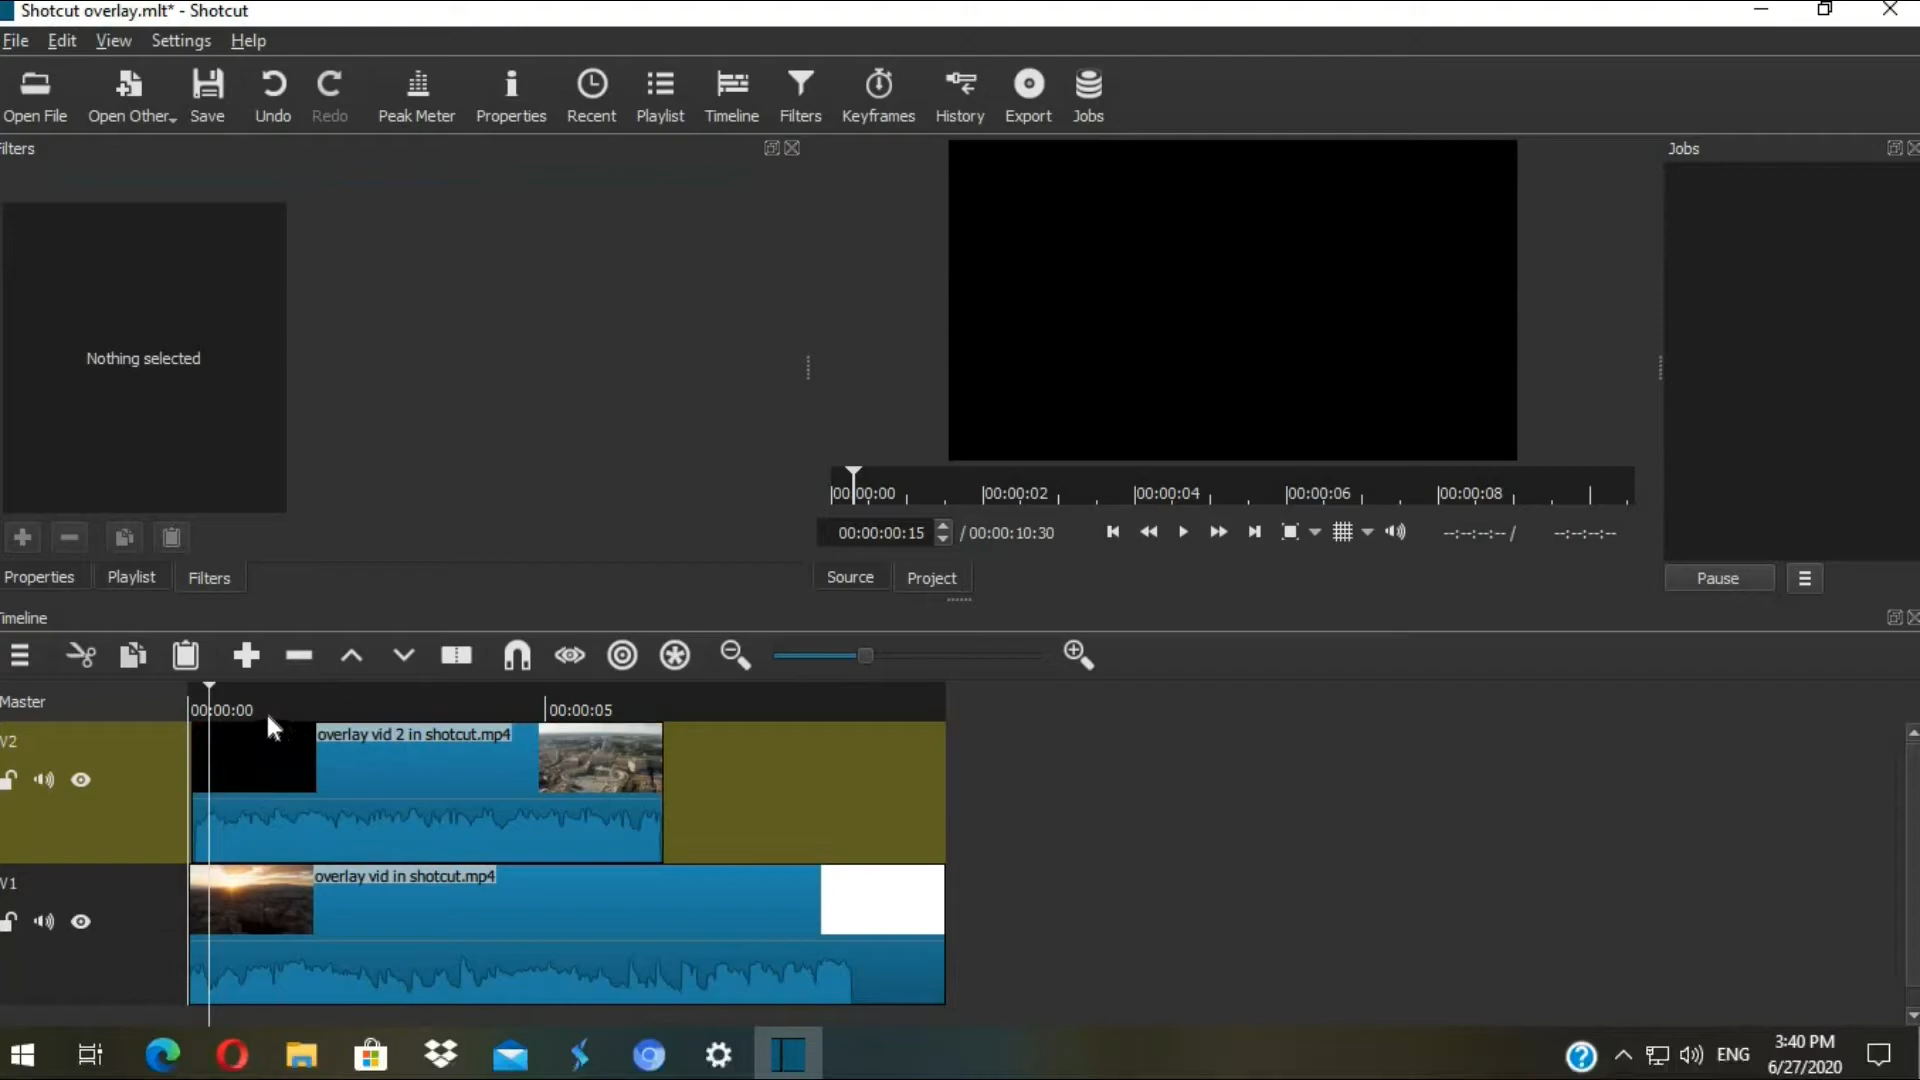 Shotcut overlay.mlt* - Shotcut
File Edit View Settings Help
Open File Open Other Save Undo Redo Peak Meter Properties Recent Playlist Timeline Filters Keyframes History Export Jobs
ilters
Jobs
Nothing selected
00:00:00 00:00:02 00:00:04 00:00:06 00:00:08
00:00:00:15 / 00:00:10:30 --:--:--:-- / --:--:--:--
Properties Playlist Filters Source Project Pause
imeline
Master
00:00:00 00:00:05
V2
overlay vid 2 in shotcut.mp4
V1
overlay vid in shotcut.mp4
ENG
3:40 PM
6/27/2020